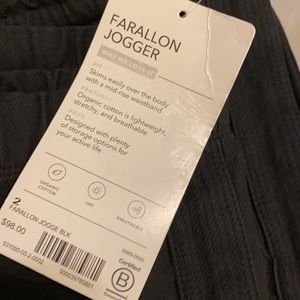 FARALLON
JOGGER
WHY WE LOVE IT
FIT
Skims easily over the body
with a mid rise waistband
FEATURES
Organic cotton is lightweight,
stretchy, and breathable
FAVE
Designed with plenty
of storage options for
your active life
ORGANIC
COTTON
UPF
BREATHABLE
2
FARALLON JOGGE BLK
$98.00
Certified
B